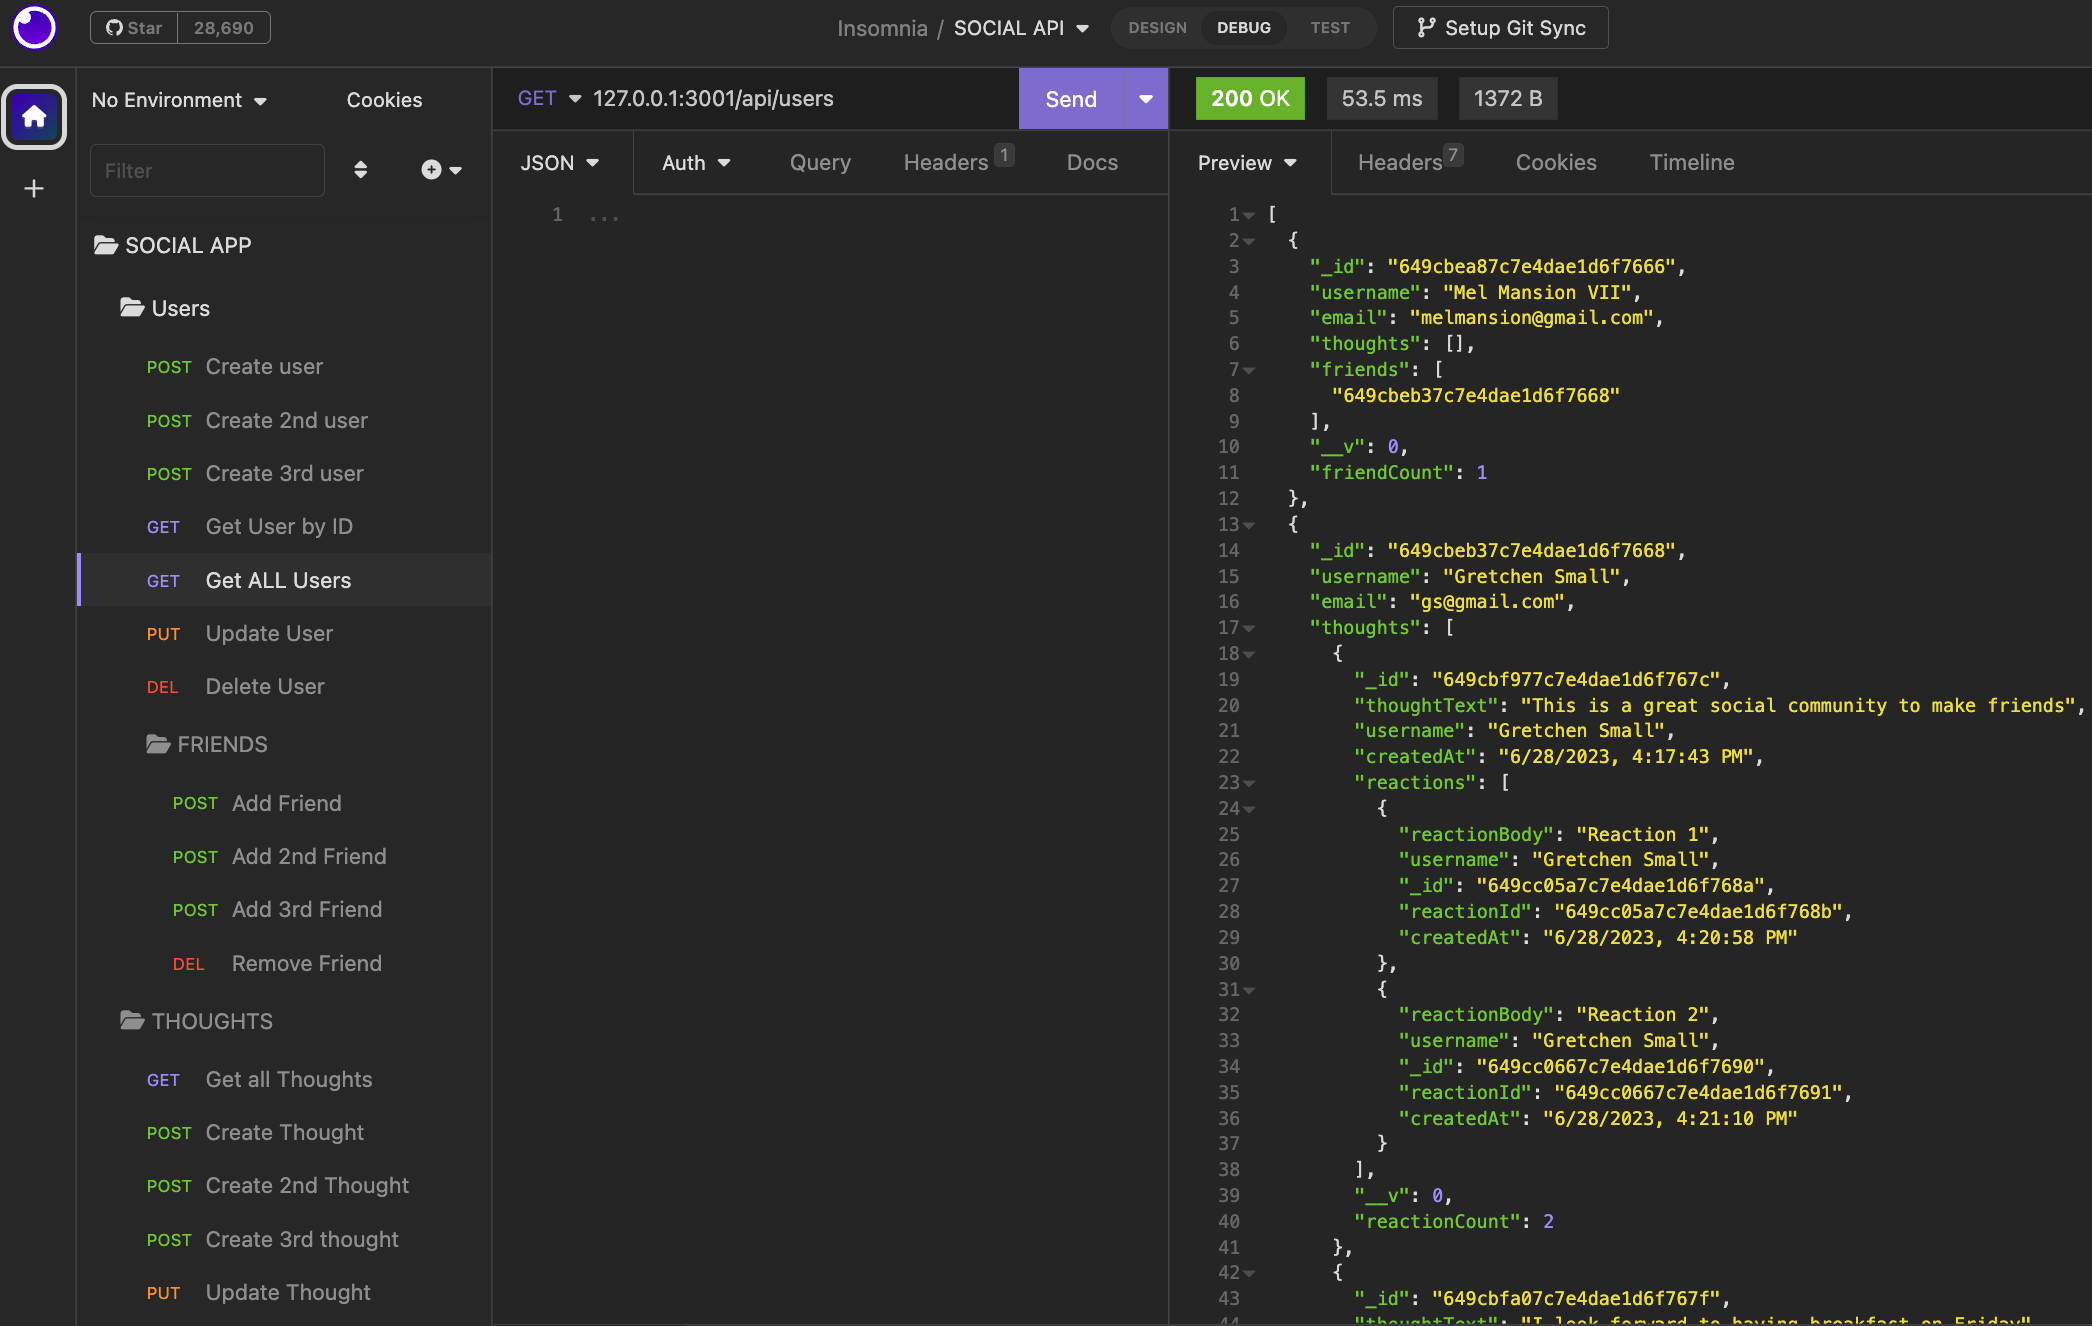 Star 28,690
Insomnia / SOCIAL API
DESIGN DEBUG TEST
Setup Git Sync
No Environment Cookies
Filter
SOCIAL APP
Users
POST Create user
POST Create 2nd user
POST Create 3rd user
GET Get User by ID
GET Get ALL Users
PUT Update User
DEL Delete User
FRIENDS
POST Add Friend
POST Add 2nd Friend
POST Add 3rd Friend
DEL Remove Friend
THOUGHTS
GET Get all Thoughts
POST Create Thought
POST Create 2nd Thought
POST Create 3rd thought
PUT Update Thought
GET 127.0.0.1:3001/api/users Send
JSON Auth Query Headers 1 Docs
1 ...
200 OK 53.5 ms 1372 B
Preview Headers 7 Cookies Timeline
1 [
2 {
3 "_id": "649cbea87c7e4dae1d6f7666",
4 "username": "Mel Mansion VII",
5 "email": "melmansion@gmail.com",
6 "thoughts": [],
7 "friends": [
8 "649cbeb37c7e4dae1d6f7668"
9 ],
10 "__v": 0,
11 "friendCount": 1
12 },
13 {
14 "_id": "649cbeb37c7e4dae1d6f7668",
15 "username": "Gretchen Small",
16 "email": "gs@gmail.com",
17 "thoughts": [
18 {
19 "_id": "649cbf977c7e4dae1d6f767c",
20 "thoughtText": "This is a great social community to make friends",
21 "username": "Gretchen Small",
22 "createdAt": "6/28/2023, 4:17:43 PM",
23 "reactions": [
24 {
25 "reactionBody": "Reaction 1",
26 "username": "Gretchen Small",
27 "_id": "649cc05a7c7e4dae1d6f768a",
28 "reactionId": "649cc05a7c7e4dae1d6f768b",
29 "createdAt": "6/28/2023, 4:20:58 PM"
30 },
31 {
32 "reactionBody": "Reaction 2",
33 "username": "Gretchen Small",
34 "_id": "649cc0667c7e4dae1d6f7690",
35 "reactionId": "649cc0667c7e4dae1d6f7691",
36 "createdAt": "6/28/2023, 4:21:10 PM"
37 }
38 ],
39 "__v": 0,
40 "reactionCount": 2
41 },
42 {
43 "_id": "649cbfa07c7e4dae1d6f767f",
44 "thoughtText": "I look forward to having breakfast on Friday"